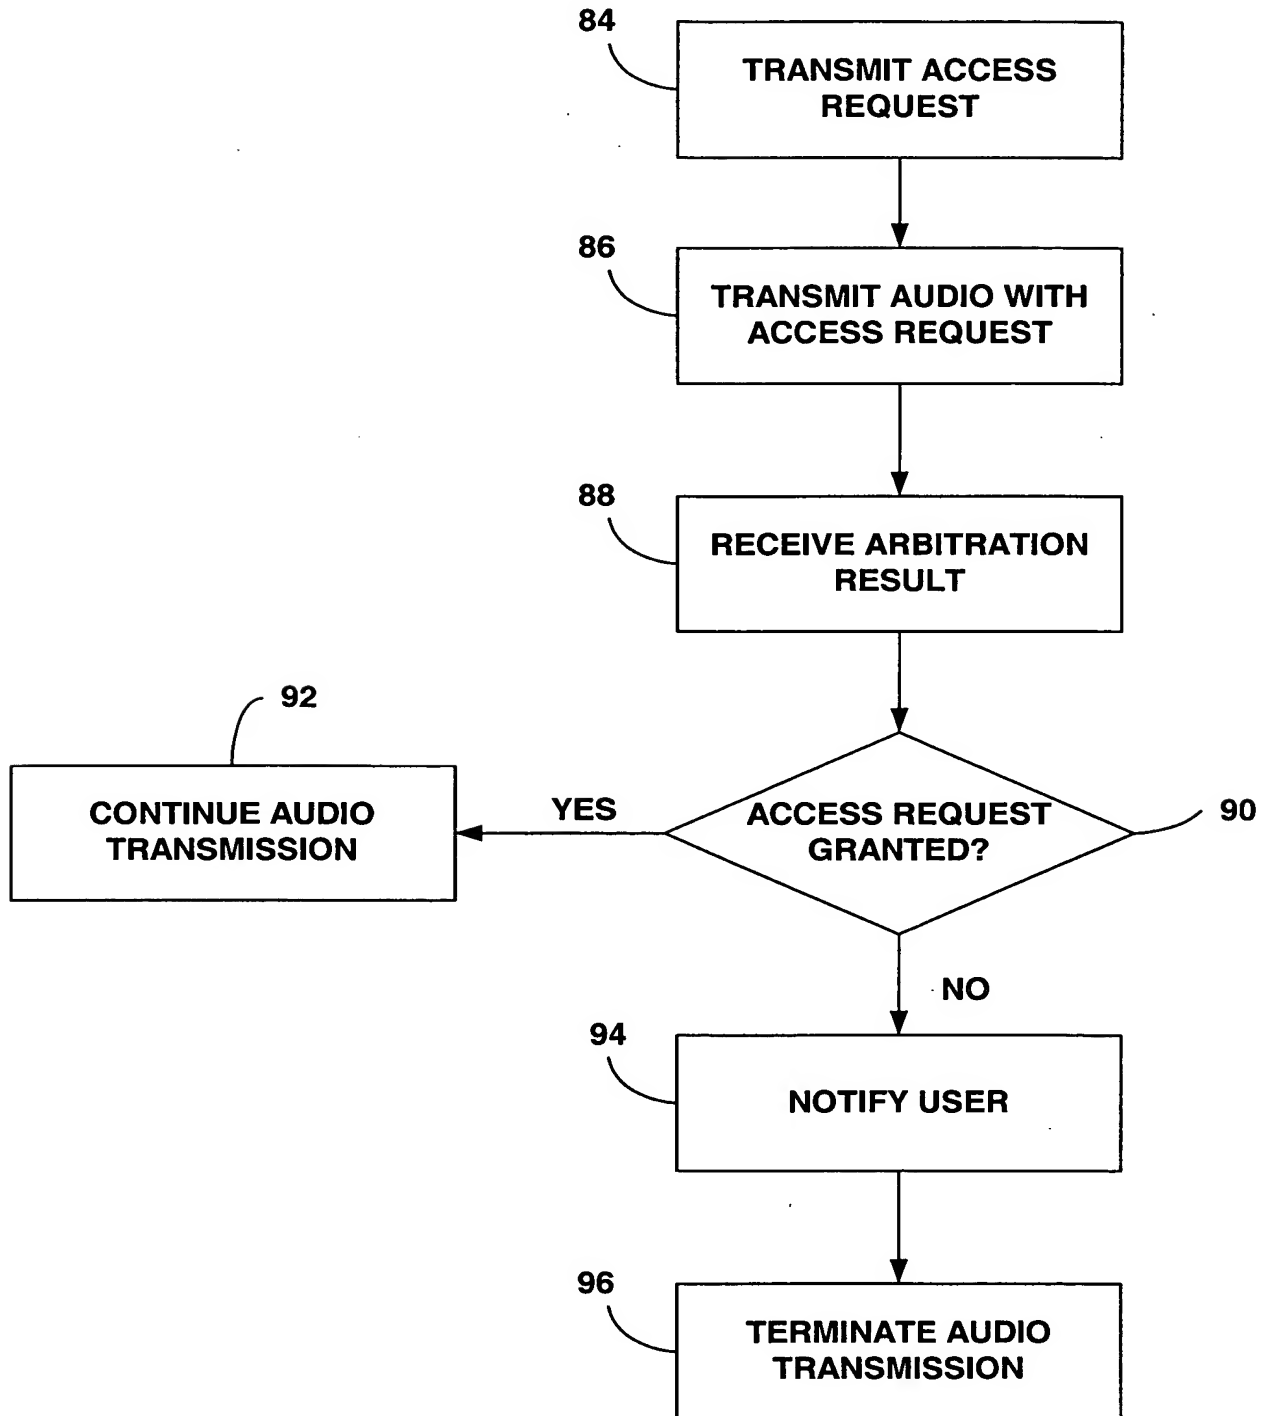 84
TRANSMIT ACCESS
REQUEST
86
TRANSMIT AUDIO WITH
ACCESS REQUEST
88
RECEIVE ARBITRATION
RESULT
92
CONTINUE AUDIO
TRANSMISSION
YES
ACCESS REQUEST
GRANTED?
90
NO
94
NOTIFY USER
96
TERMINATE AUDIO
TRANSMISSION